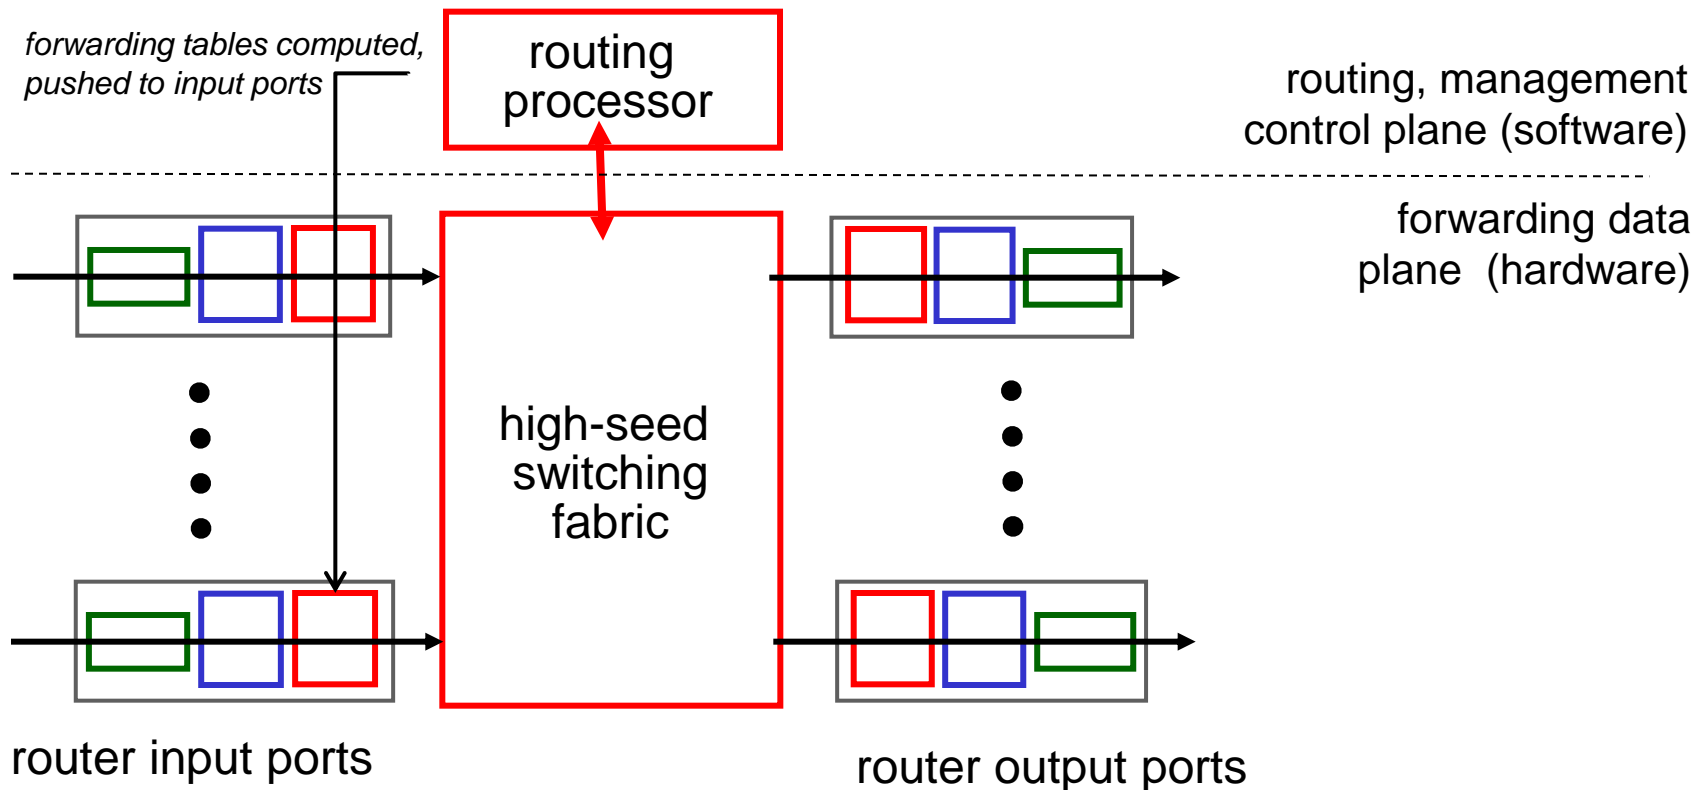 forwarding tables computed,
pushed to input ports
routing
processor
routing, management
control plane (software)
forwarding data
plane (hardware)
high-seed
switching
fabric
router input ports
router output ports